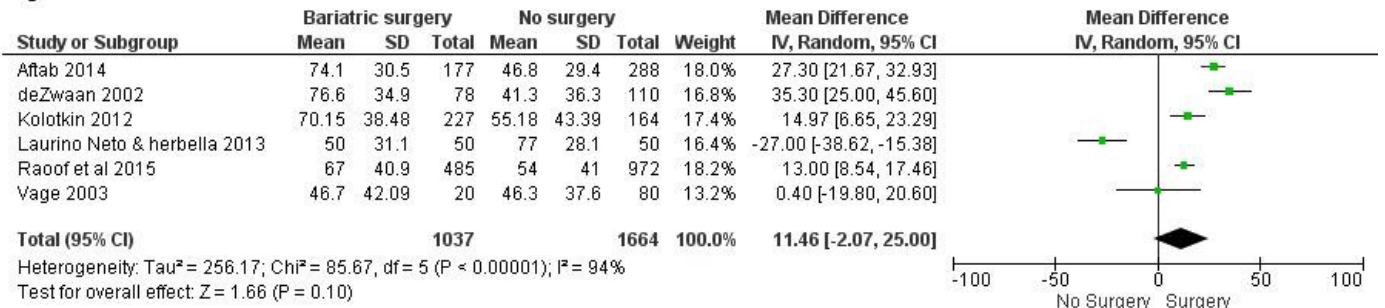 Bariatric surgery No surgery Mean Difference Mean Difference
Study or Subgroup Mean SD Total Mean SD Total Weight IV, Random, 95% CI IV, Random, 95% CI
Aftab 2014 74.1 30.5 177 46.8 29.4 288 18.0% 27.30 [21.67, 32.93]
deZwaan 2002 76.6 34.9 78 41.3 36.3 110 16.8% 35.30 [25.00, 45.60]
Kolotkin 2012 70.15 38.48 227 55.18 43.39 164 17.4% 14.97 [6.65, 23.29]
Laurino Neto & herbella 2013 50 31.1 50 77 28.1 50 16.4% -27.00 [-38.62, -15.38]
Raoof et al 2015 67 40.9 485 54 41 972 18.2% 13.00 [8.54, 17.46]
Vage 2003 46.7 42.09 20 46.3 37.6 80 13.2% 0.40 [-19.80, 20.60]
Total (95% CI) 1037 1664 100.0% 11.46 [-2.07, 25.00]
Heterogeneity: Tau² = 256.17; Chi² = 85.67, df = 5 (P < 0.00001); I² = 94%
Test for overall effect: Z = 1.66 (P = 0.10)
-100 -50 0 50 100
No Surgery Surgery